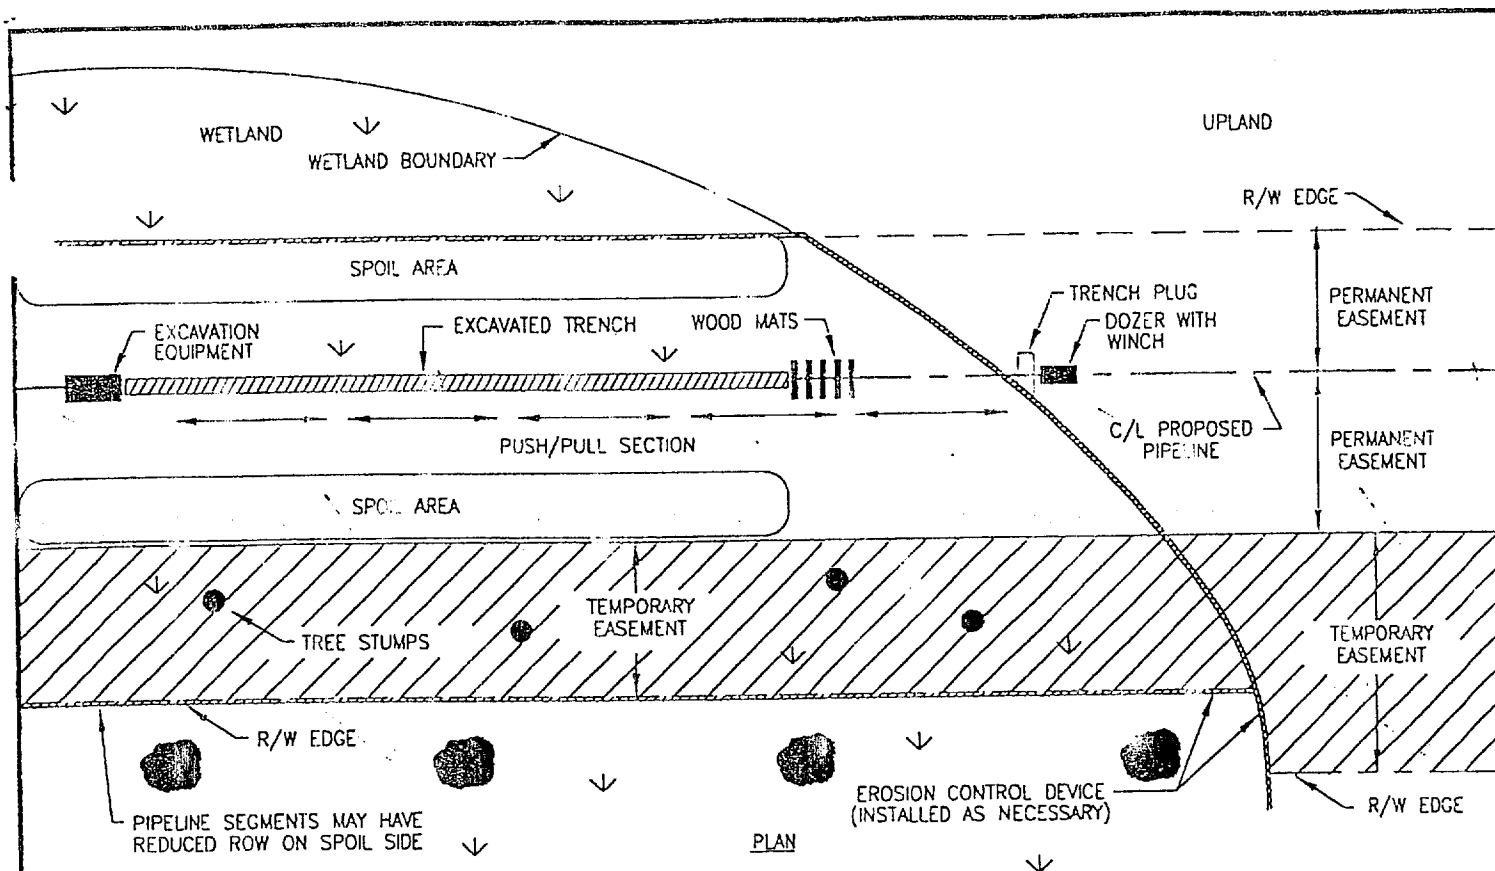 WETLAND
WETLAND BOUNDARY
UPLAND
R/W EDGE
SPOIL AREA
TRENCH PLUG
PERMANENT
EASEMENT
EXCAVATION
EQUIPMENT
EXCAVATED TRENCH
WOOD MATS
DOZER WITH
WINCH
PUSH/PULL SECTION
C/L PROPOSED
PIPELINE
PERMANENT
EASEMENT
SPOIL AREA
TEMPORARY
EASEMENT
TREE STUMPS
TEMPORARY
EASEMENT
R/W EDGE
EROSION CONTROL DEVICE
(INSTALLED AS NECESSARY)
R/W EDGE
PIPELINE SEGMENTS MAY HAVE
REDUCED ROW ON SPOIL SIDE
PLAN